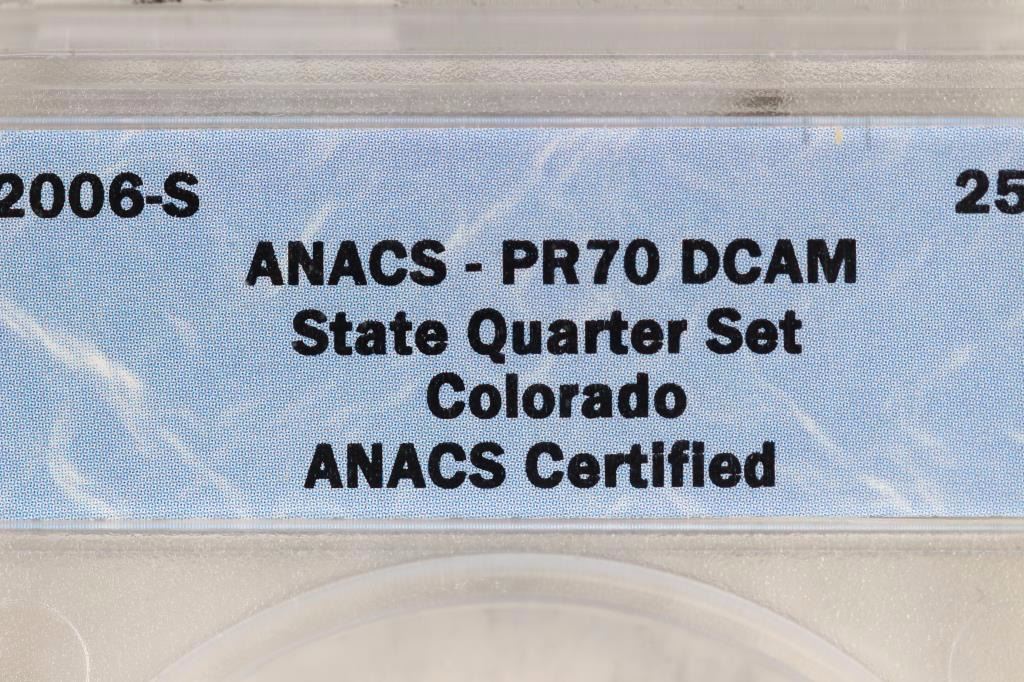 2006-S 25
ANACS - PR70 DCAM
State Quarter Set
Colorado
ANACS Certified